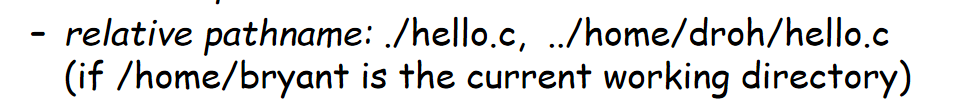 - relative pathname: ./hello.c, ../home/droh/hello.c
(if /home/bryant is the current working directory)